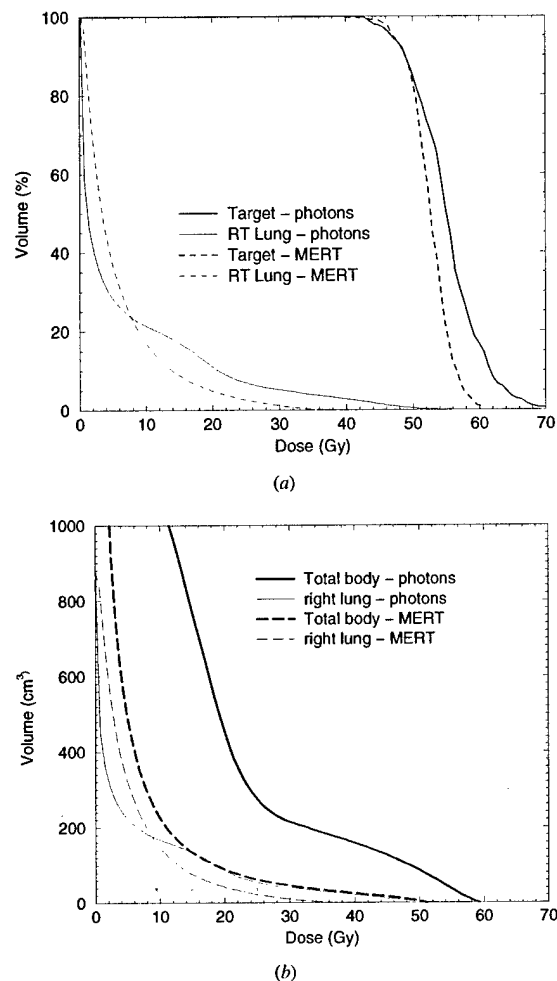 100
80
60
40
20
0
Volume (%)
Target – photons
RT Lung – photons
Target – MERT
RT Lung – MERT
0 10 20 30 40 50 60 70
Dose (Gy)
(a)
1000
800
600
400
200
0
Volume (cm³)
Total body – photons
right lung – photons
Total body – MERT
right lung – MERT
0 10 20 30 40 50 60 70
Dose (Gy)
(b)